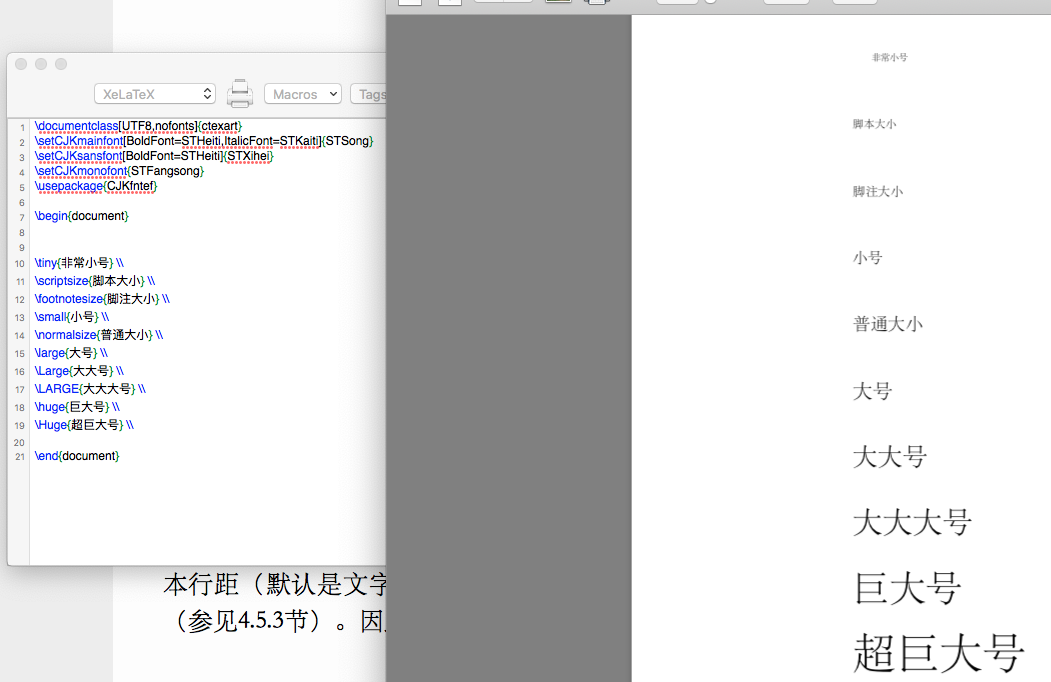 XeLaTeX
Macros
Tags
1 \documentclass[UTF8,nofonts]{ctexart}
2 \setCJKmainfont[BoldFont=STHeiti,ItalicFont=STKaiti]{STSong}
3 \setCJKsansfont[BoldFont=STHeiti]{STXihei}
4 \setCJKmonofont{STFangsong}
5 \usepackage{CJKfntef}
6
7 \begin{document}
8
9
10 \tiny{非常小号} \\
11 \scriptsize{脚本大小} \\
12 \footnotesize{脚注大小} \\
13 \small{小号} \\
14 \normalsize{普通大小} \\
15 \large{大号} \\
16 \Large{大大号} \\
17 \LARGE{大大大号} \\
18 \huge{巨大号} \\
19 \Huge{超巨大号} \\
20
21 \end{document}
本行距（默认是文字
（参见4.5.3节）。因
非常小号
脚本大小
脚注大小
小号
普通大小
大号
大大号
大大大号
巨大号
超巨大号